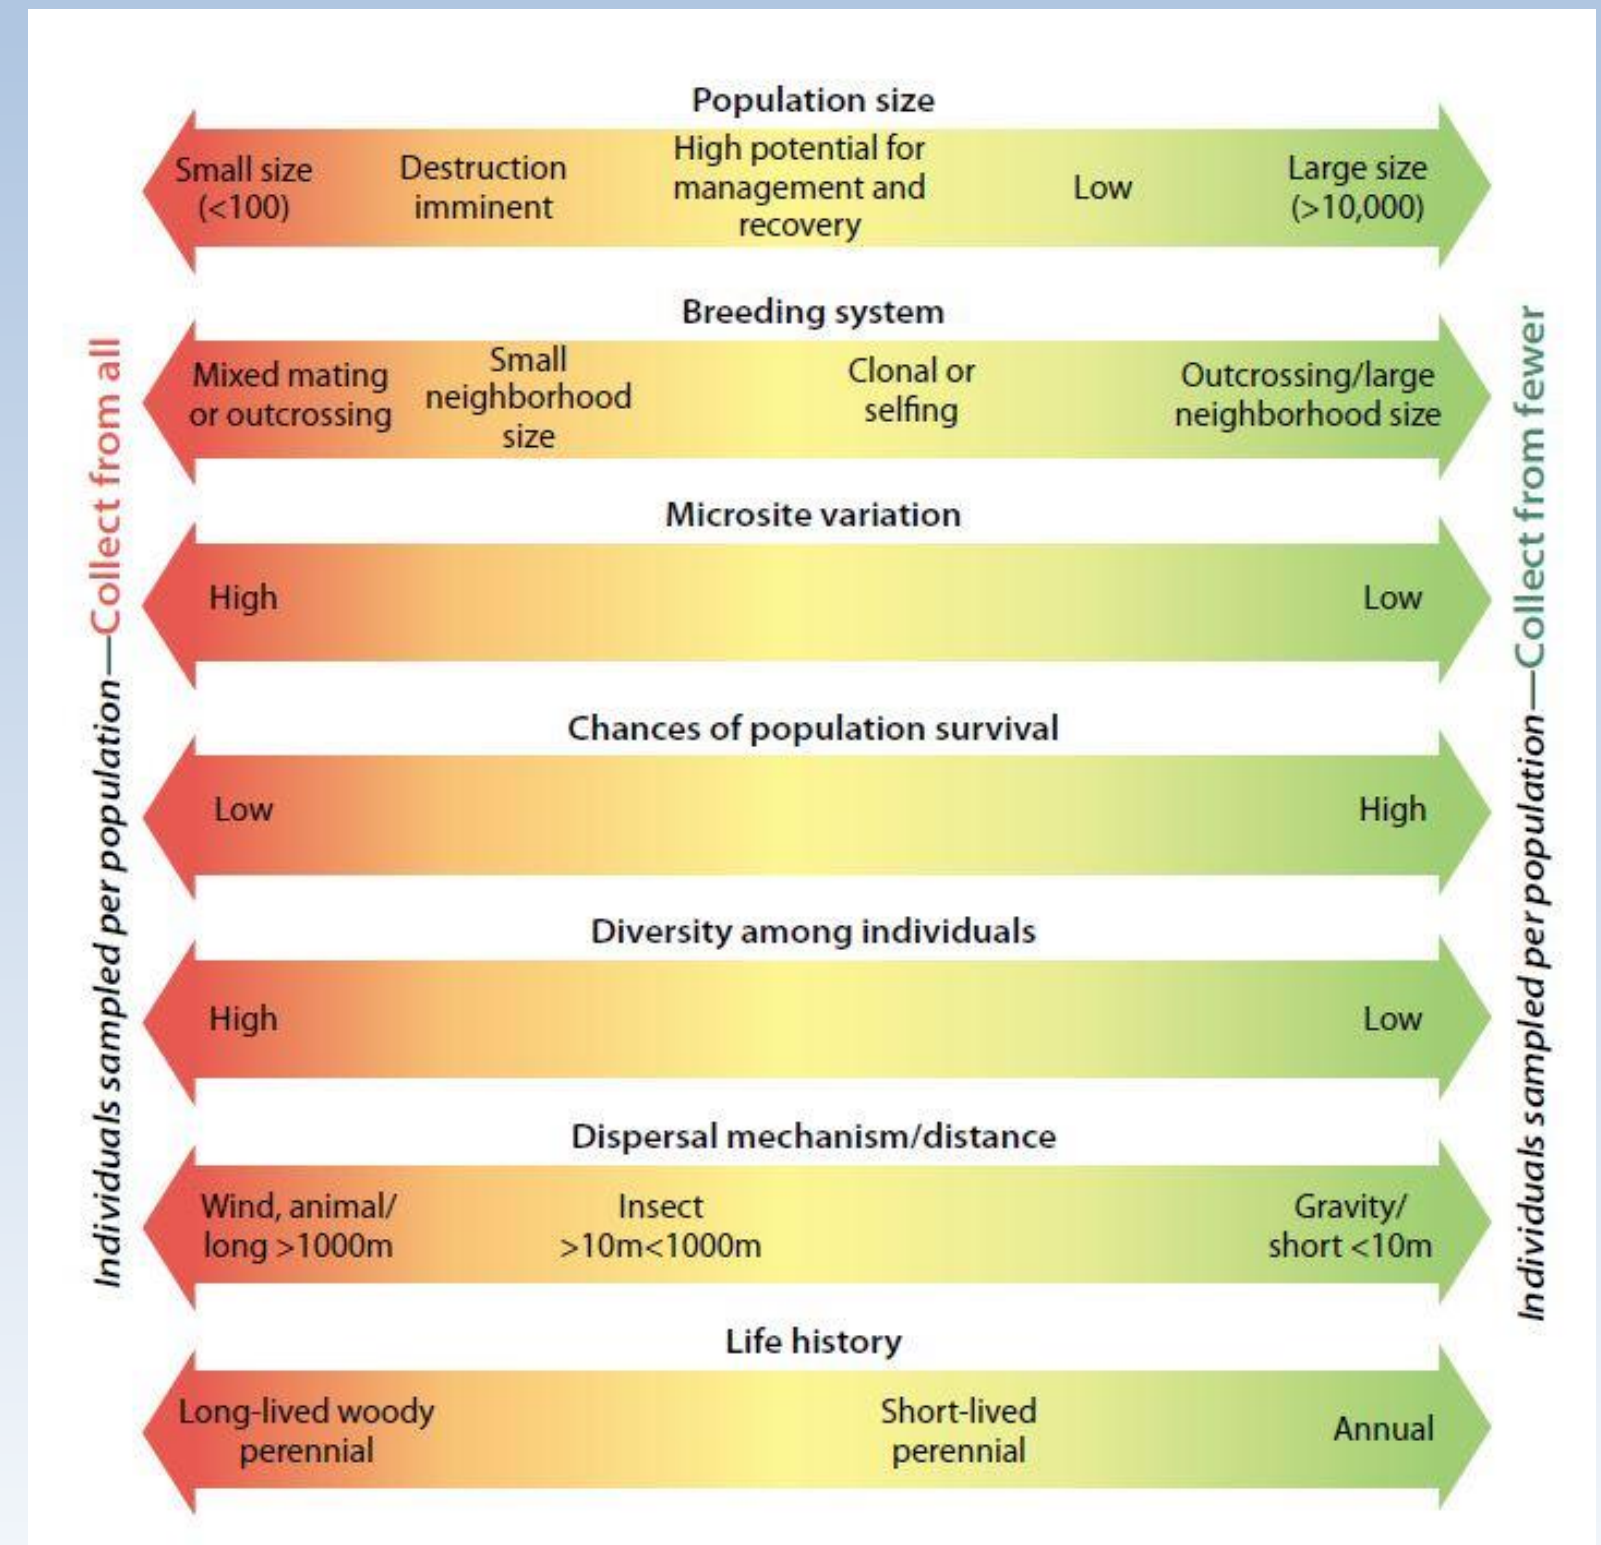 Population size
Small size
(<100)
Destruction
imminent
High potential for
management and
recovery
Low
Large size
(>10,000)
Breeding system
Mixed mating
or outcrossing
Small
neighborhood
size
Clonal or
selfing
Outcrossing/large
neighborhood size
Microsite variation
High
Low
Chances of population survival
Low
High
Diversity among individuals
High
Low
Dispersal mechanism/distance
Wind, animal/
long >1000m
Insect
>10m<1000m
Gravity/
short <10m
Life history
Long-lived woody
perennial
Short-lived
perennial
Annual
Individuals sampled per population—Collect from all
Individuals sampled per population—Collect from fewer